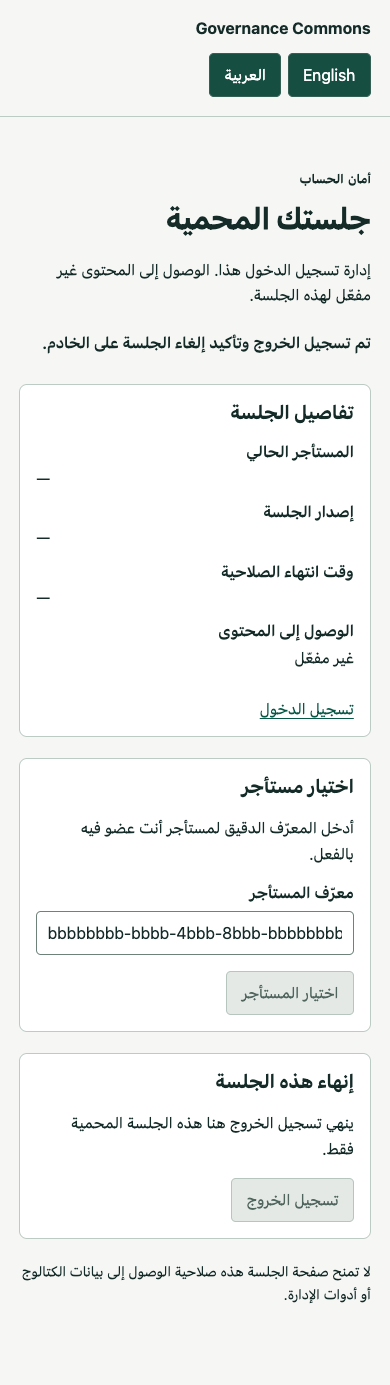 Governance Commons
English
العربية
أمان الحساب
جلستك المحمية
إدارة تسجيل الدخول هذا. الوصول إلى المحتوى غير
مفعّل لهذه الجلسة.
تم تسجيل الخروج وتأكيد إلغاء الجلسة على الخادم.
تفاصيل الجلسة
المستأجر الحالي
—
إصدار الجلسة
—
وقت انتهاء الصلاحية
—
الوصول إلى المحتوى
غير مفعّل
تسجيل الدخول
اختيار مستأجر
أدخل المعرّف الدقيق لمستأجر أنت عضو فيه
بالفعل.
معرّف المستأجر
bbbbbbbb-bbbb-4bbb-8bbb-bbbbbbbb
اختيار المستأجر
إنهاء هذه الجلسة
ينهي تسجيل الخروج هنا هذه الجلسة المحمية
فقط.
تسجيل الخروج
لا تمنح صفحة الجلسة هذه صلاحية الوصول إلى بيانات الكتالوج
أو أدوات الإدارة.